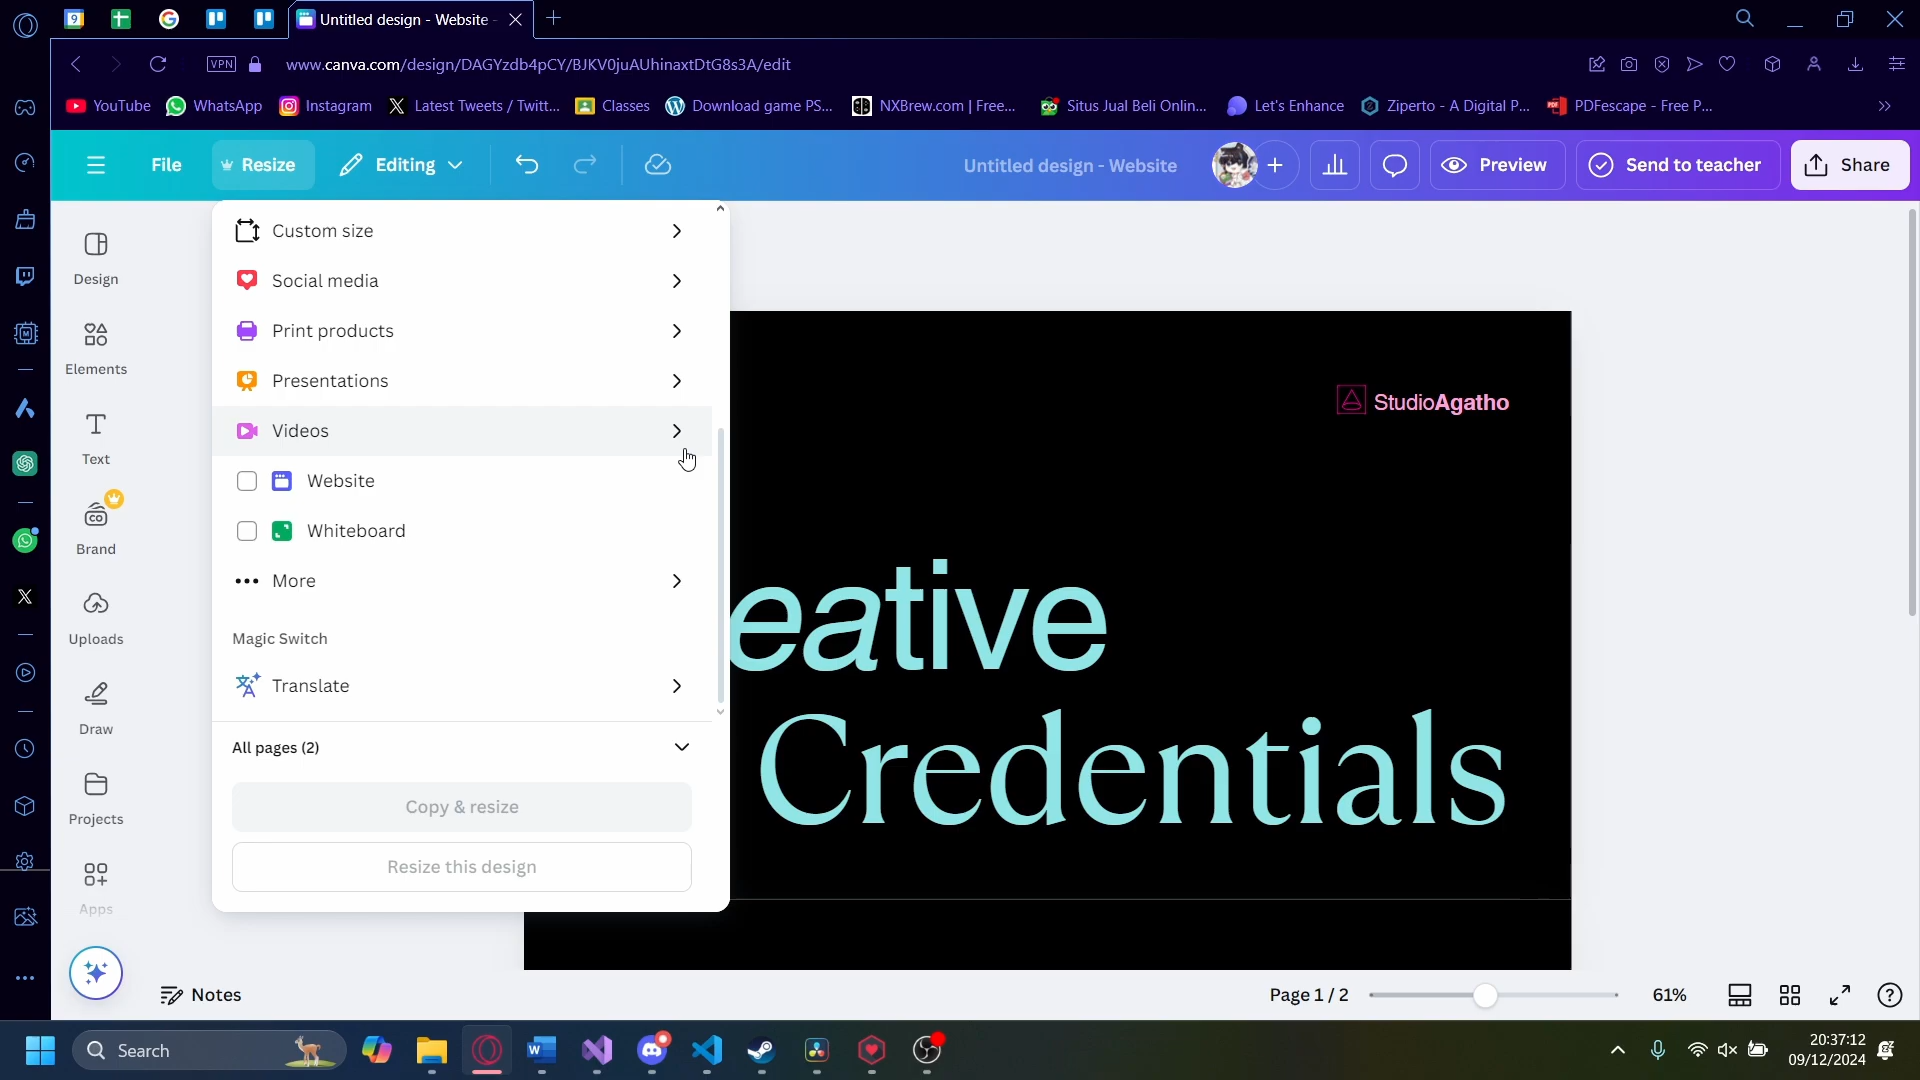 Untitled design - Website -
VPN
www.canva.com/design/DAGYzdb4pCY/BJKV0juAUhinaxtDtG8s3A/edit
YouTube
WhatsApp
Instagram
Latest Tweets / Twitt...
Classes
Download game PS...
NXBrew.com | Free...
Situs Jual Beli Onlin...
Let's Enhance
Ziperto - A Digital P...
PDFescape - Free P...
File
Resize
Editing
Untitled design - Website
Preview
Send to teacher
Share
Design
Elements
Text
Brand
Uploads
Draw
Projects
Apps
Custom size
Social media
Print products
Presentations
Videos
Website
Whiteboard
More
Magic Switch
Translate
All pages (2)
Copy & resize
Resize this design
StudioAgatho
eative
Credentials
Notes
Page 1 / 2
61%
Search
20:37:12
09/12/2024